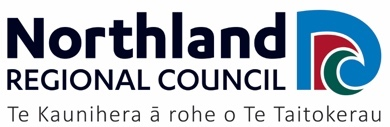 Northland
REGIONAL COUNCIL
Te Kaunihera ā rohe o Te Taitokerau